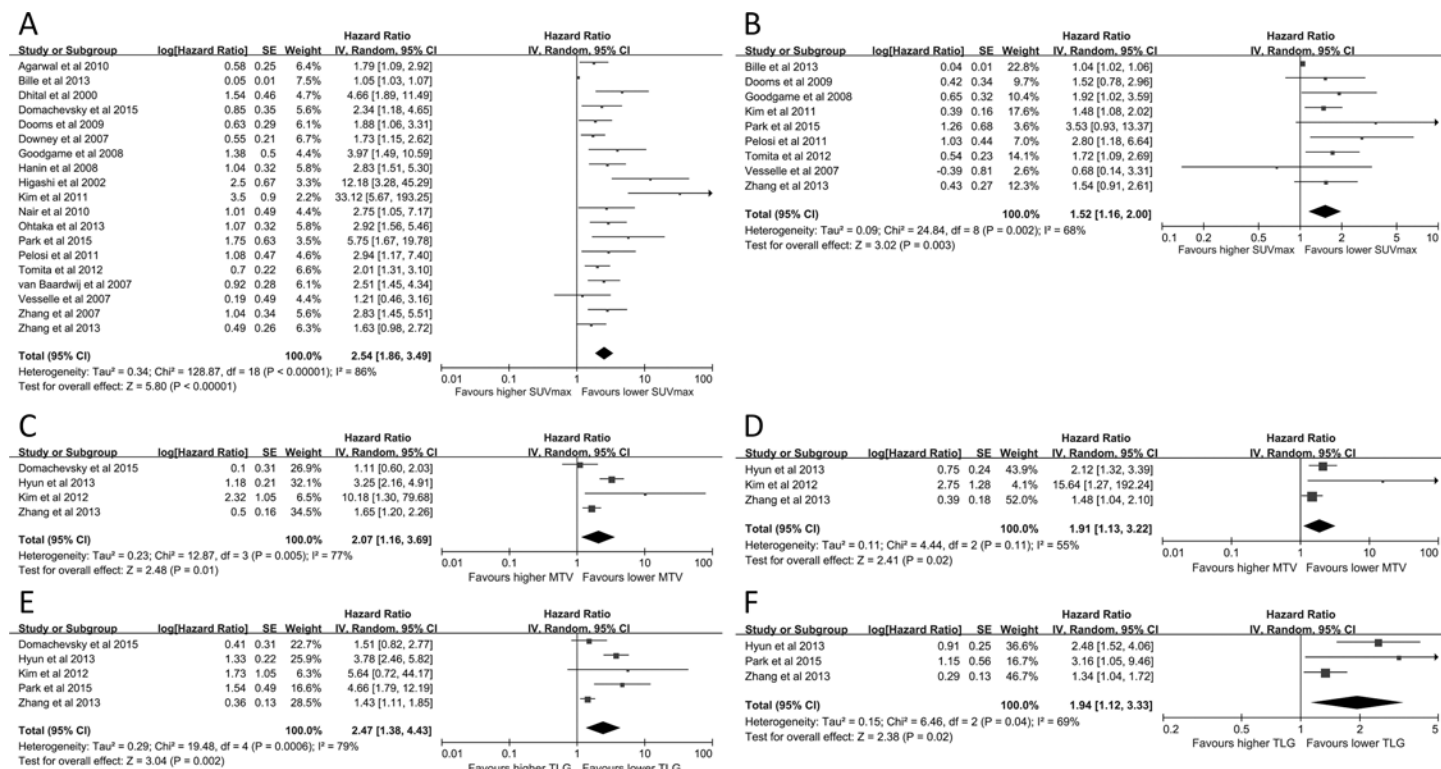 A
Hazard Ratio Hazard Ratio
Study or Subgroup log[Hazard Ratio] SE Weight IV, Random, 95% CI IV, Random, 95% CI
Agarwal et al 2010 0.58 0.25 6.4% 1.79 [1.09, 2.92]
Bille et al 2013 0.05 0.01 7.5% 1.05 [1.03, 1.07]
Dhital et al 2000 1.54 0.46 4.7% 4.66 [1.89, 11.49]
Domachevsky et al 2015 0.85 0.35 5.6% 2.34 [1.18, 4.65]
Dooms et al 2009 0.63 0.29 6.1% 1.88 [1.06, 3.31]
Downey et al 2007 0.55 0.21 6.7% 1.73 [1.15, 2.62]
Goodgame et al 2008 1.38 0.5 4.4% 3.97 [1.49, 10.59]
Hanin et al 2008 1.04 0.32 5.8% 2.83 [1.51, 5.30]
Higashi et al 2002 2.5 0.67 3.3% 12.18 [3.28, 45.29]
Kim et al 2011 3.5 0.9 2.2% 33.12 [5.67, 193.25]
Nair et al 2010 1.01 0.49 4.4% 2.75 [1.05, 7.17]
Ohtaka et al 2013 1.07 0.32 5.8% 2.92 [1.56, 5.46]
Park et al 2015 1.75 0.63 3.5% 5.75 [1.67, 19.78]
Pelosi et al 2011 1.08 0.47 4.6% 2.94 [1.17, 7.40]
Tomita et al 2012 0.7 0.22 6.6% 2.01 [1.31, 3.10]
van Baardwij et al 2007 0.92 0.28 6.1% 2.51 [1.45, 4.34]
Vesselle et al 2007 0.19 0.49 4.4% 1.21 [0.46, 3.16]
Zhang et al 2007 1.04 0.34 5.6% 2.83 [1.45, 5.51]
Zhang et al 2013 0.49 0.26 6.3% 1.63 [0.98, 2.72]
Total (95% CI) 100.0% 2.54 [1.86, 3.49]
Heterogeneity: Tau² = 0.34; Chi² = 128.87, df = 18 (P < 0.00001); I² = 86%
Test for overall effect: Z = 5.80 (P < 0.00001)
0.01 0.1 1 10 100
Favours higher SUVmax Favours lower SUVmax
B
Hazard Ratio Hazard Ratio
Study or Subgroup log[Hazard Ratio] SE Weight IV, Random, 95% CI IV, Random, 95% CI
Bille et al 2013 0.04 0.01 22.8% 1.04 [1.02, 1.06]
Dooms et al 2009 0.42 0.34 9.7% 1.52 [0.78, 2.96]
Goodgame et al 2008 0.65 0.32 10.4% 1.92 [1.02, 3.59]
Kim et al 2011 0.39 0.16 17.6% 1.48 [1.08, 2.02]
Park et al 2015 1.26 0.68 3.6% 3.53 [0.93, 13.37]
Pelosi et al 2011 1.03 0.44 7.0% 2.80 [1.18, 6.64]
Tomita et al 2012 0.54 0.23 14.1% 1.72 [1.09, 2.69]
Vesselle et al 2007 -0.39 0.81 2.6% 0.68 [0.14, 3.31]
Zhang et al 2013 0.43 0.27 12.3% 1.54 [0.91, 2.61]
Total (95% CI) 100.0% 1.52 [1.16, 2.00]
Heterogeneity: Tau² = 0.09; Chi² = 24.84, df = 8 (P = 0.002); I² = 68%
Test for overall effect: Z = 3.02 (P = 0.003)
0.1 0.2 0.5 1 2 5 10
Favours higher SUVmax Favours lower SUVmax
C
Hazard Ratio Hazard Ratio
Study or Subgroup log[Hazard Ratio] SE Weight IV, Random, 95% CI IV, Random, 95% CI
Domachevsky et al 2015 0.1 0.31 26.9% 1.11 [0.60, 2.03]
Hyun et al 2013 1.18 0.21 32.1% 3.25 [2.16, 4.91]
Kim et al 2012 2.32 1.05 6.5% 10.18 [1.30, 79.68]
Zhang et al 2013 0.5 0.16 34.5% 1.65 [1.20, 2.26]
Total (95% CI) 100.0% 2.07 [1.16, 3.69]
Heterogeneity: Tau² = 0.23; Chi² = 12.87, df = 3 (P = 0.005); I² = 77%
Test for overall effect: Z = 2.48 (P = 0.01)
0.01 0.1 1 10 100
Favours higher MTV Favours lower MTV
D
Hazard Ratio Hazard Ratio
Study or Subgroup log[Hazard Ratio] SE Weight IV, Random, 95% CI IV, Random, 95% CI
Hyun et al 2013 0.75 0.24 43.9% 2.12 [1.32, 3.39]
Kim et al 2012 2.75 1.28 4.1% 15.64 [1.27, 192.24]
Zhang et al 2013 0.39 0.18 52.0% 1.48 [1.04, 2.10]
Total (95% CI) 100.0% 1.91 [1.13, 3.22]
Heterogeneity: Tau² = 0.11; Chi² = 4.44, df = 2 (P = 0.11); I² = 55%
Test for overall effect: Z = 2.41 (P = 0.02)
0.01 0.1 1 10 100
Favours higher MTV Favours lower MTV
E
Hazard Ratio Hazard Ratio
Study or Subgroup log[Hazard Ratio] SE Weight IV, Random, 95% CI IV, Random, 95% CI
Domachevsky et al 2015 0.41 0.31 22.7% 1.51 [0.82, 2.77]
Hyun et al 2013 1.33 0.22 25.9% 3.78 [2.46, 5.82]
Kim et al 2012 1.73 1.05 6.3% 5.64 [0.72, 44.17]
Park et al 2015 1.54 0.49 16.6% 4.66 [1.79, 12.19]
Zhang et al 2013 0.36 0.13 28.5% 1.43 [1.11, 1.85]
Total (95% CI) 100.0% 2.47 [1.38, 4.43]
Heterogeneity: Tau² = 0.29; Chi² = 19.48, df = 4 (P = 0.0006); I² = 79%
Test for overall effect: Z = 3.04 (P = 0.002)
0.01 0.1 1 10 100
Favours higher TLG Favours lower TLG
F
Hazard Ratio Hazard Ratio
Study or Subgroup log[Hazard Ratio] SE Weight IV, Random, 95% CI IV, Random, 95% CI
Hyun et al 2013 0.91 0.25 36.6% 2.48 [1.52, 4.06]
Park et al 2015 1.15 0.56 16.7% 3.16 [1.05, 9.46]
Zhang et al 2013 0.29 0.13 46.7% 1.34 [1.04, 1.72]
Total (95% CI) 100.0% 1.94 [1.12, 3.33]
Heterogeneity: Tau² = 0.15; Chi² = 6.46, df = 2 (P = 0.04); I² = 69%
Test for overall effect: Z = 2.38 (P = 0.02)
0.2 0.5 1 2 5
Favours higher TLG Favours lower TLG